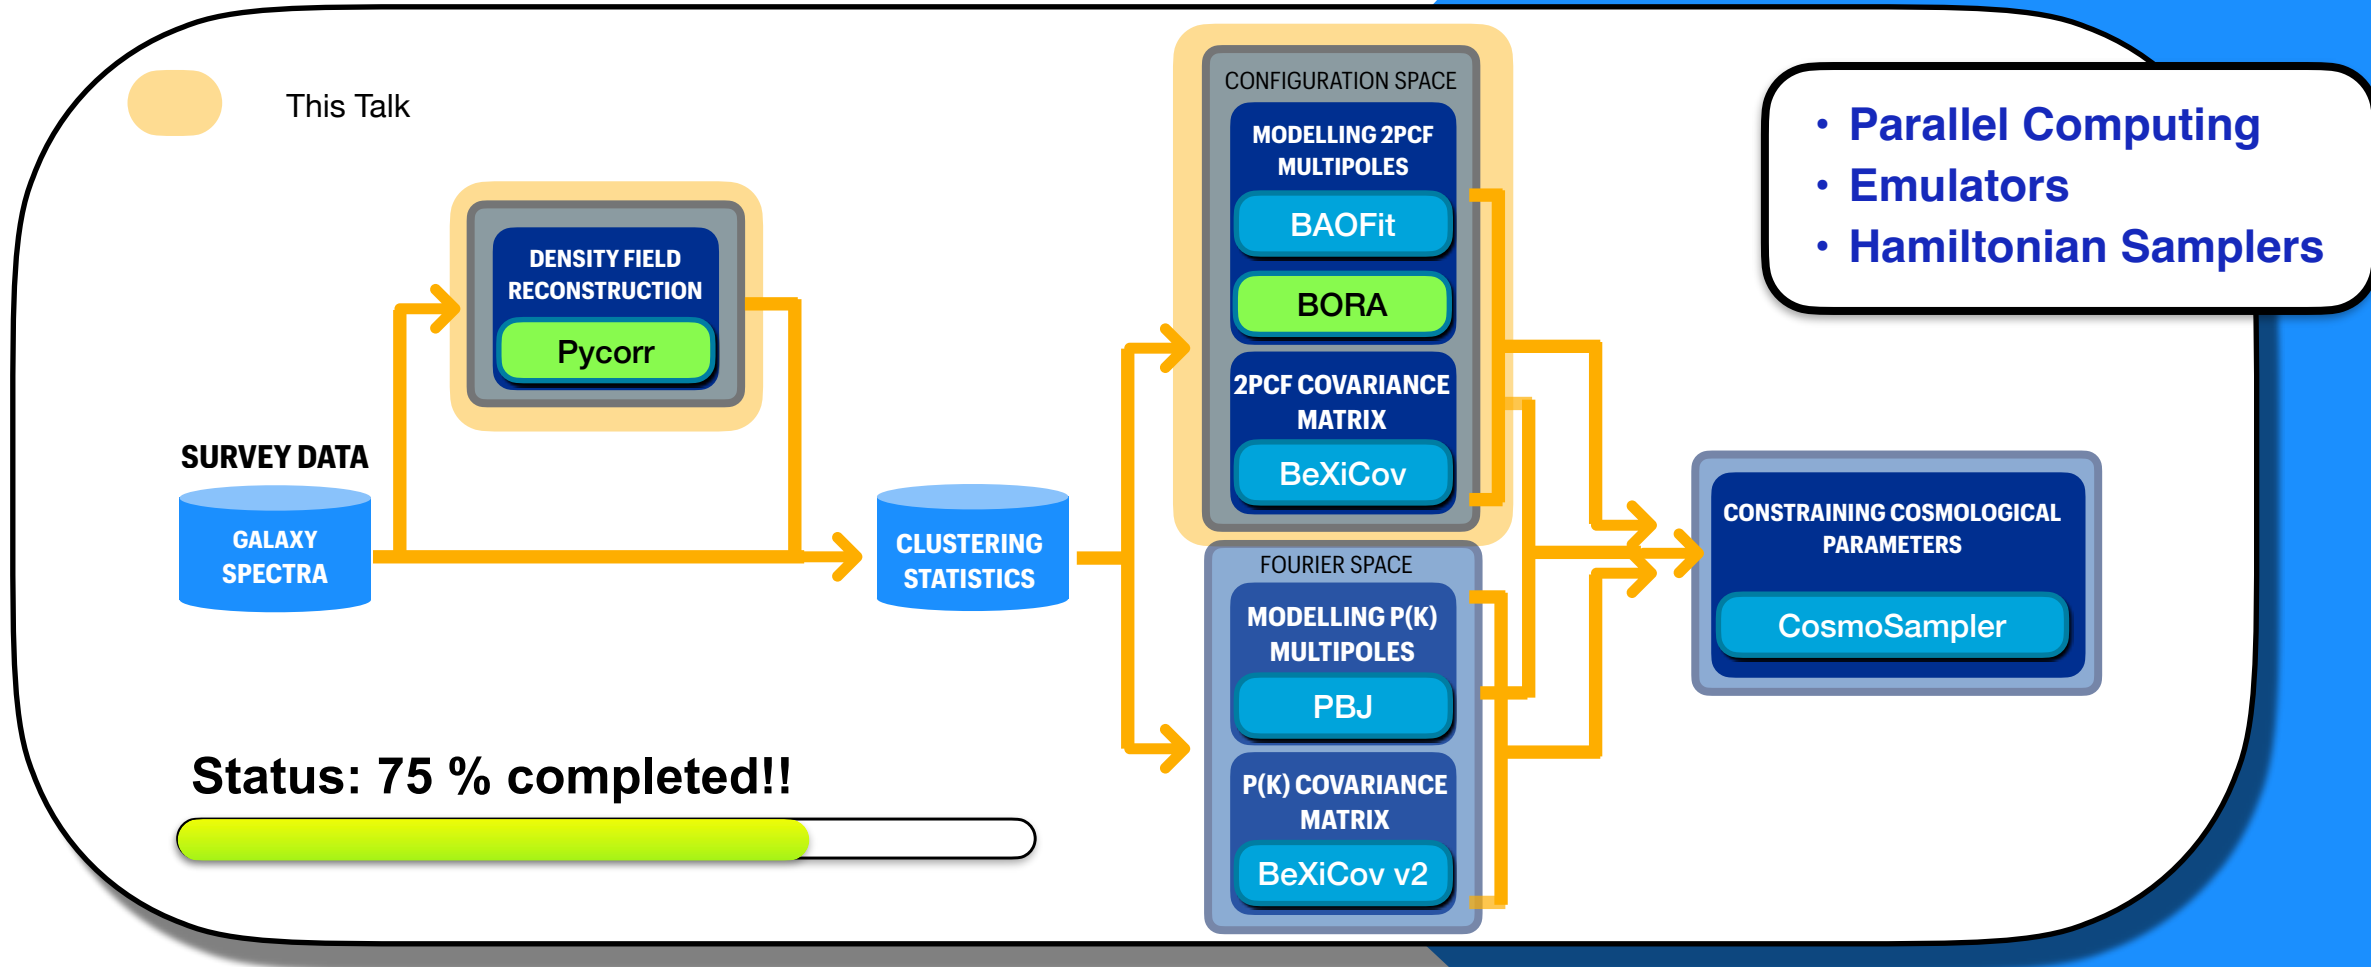 This Talk
DENSITY FIELD
RECONSTRUCTION
Pycorr
SURVEY DATA
GALAXY
SPECTRA
CLUSTERING
STATISTICS
CONFIGURATION SPACE
MODELLING 2PCF
MULTIPOLES
BAOFit
BORA
2PCF COVARIANCE
MATRIX
BeXiCov
FOURIER SPACE
MODELLING P(K)
MULTIPOLES
PBJ
P(K) COVARIANCE
MATRIX
BeXiCov v2
CONSTRAINING COSMOLOGICAL
PARAMETERS
CosmoSampler
• Parallel Computing
• Emulators
• Hamiltonian Samplers
Status: 75 % completed!!